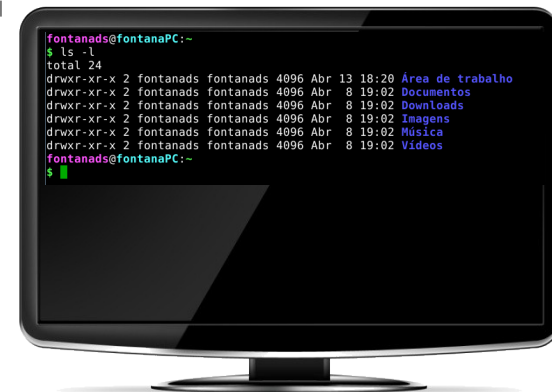 fontanads@fontanaPC:~
$ ls -l
total 24
drwxr-xr-x 2 fontanads fontanads 4096 Abr 13 18:20 Área de trabalho
drwxr-xr-x 2 fontanads fontanads 4096 Abr  8 19:02 Documentos
drwxr-xr-x 2 fontanads fontanads 4096 Abr  8 19:02 Downloads
drwxr-xr-x 2 fontanads fontanads 4096 Abr  8 19:02 Imagens
drwxr-xr-x 2 fontanads fontanads 4096 Abr  8 19:02 Música
drwxr-xr-x 2 fontanads fontanads 4096 Abr  8 19:02 Vídeos
fontanads@fontanaPC:~
$